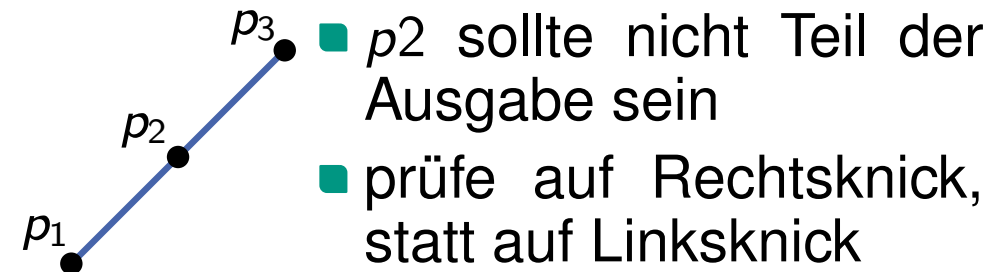 p3
p2 sollte nicht Teil der
Ausgabe sein
p2
prüfe auf Rechtsknick,
statt auf Linksknick
p1